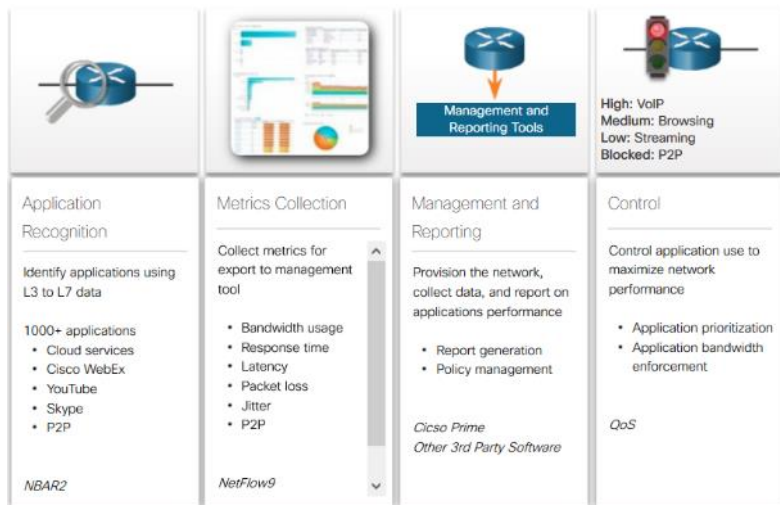 Management and
Reporting Tools
High: VoIP
Medium: Browsing
Low: Streaming
Blocked: P2P
Application
Recognition
Identify applications using
L3 to L7 data
1000+ applications
• Cloud services
• Cisco WebEx
• YouTube
• Skype
• P2P
NBAR2
Metrics Collection
Collect metrics for
export to management
tool
• Bandwidth usage
• Response time
• Latency
• Packet loss
• Jitter
• P2P
NetFlow9
Management and
Reporting
Provision the network,
collect data, and report on
applications performance
• Report generation
• Policy management
Cicso Prime
Other 3rd Party Software
Control
Control application use to
maximize network
performance
• Application prioritization
• Application bandwidth
enforcement
QoS